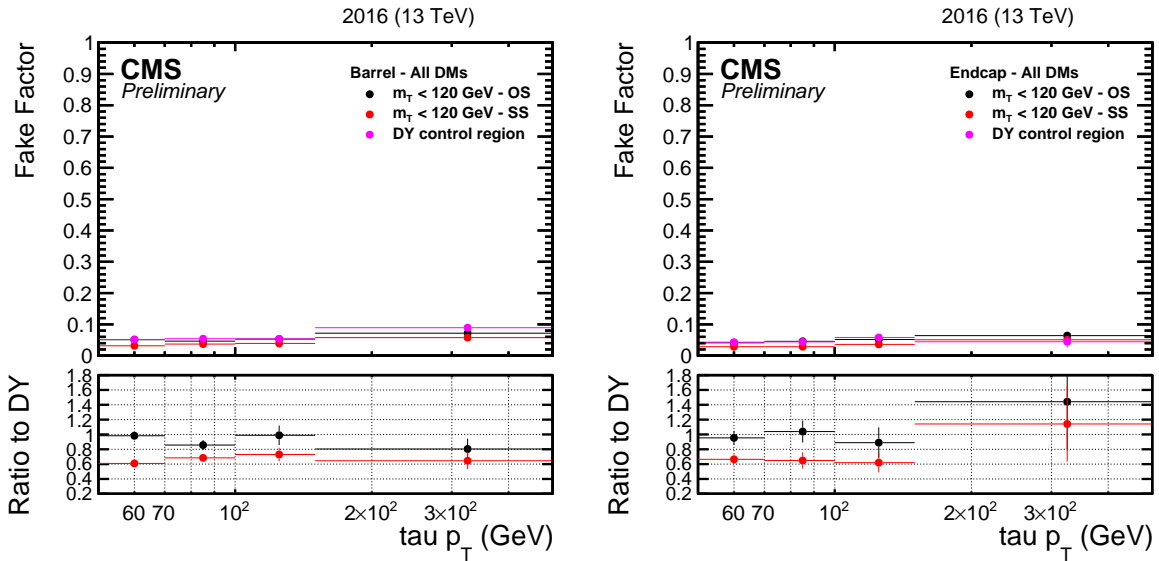 2016 (13 TeV)
CMS
Preliminary
Barrel - All DMs
m_T < 120 GeV - OS
m_T < 120 GeV - SS
DY control region
Fake Factor
1
0.9
0.8
0.7
0.6
0.5
0.4
0.3
0.2
0.1
0
Ratio to DY
1.8
1.6
1.4
1.2
1
0.8
0.6
0.4
0.2
60 70 10² 2×10² 3×10²
tau p_T (GeV)
2016 (13 TeV)
CMS
Preliminary
Endcap - All DMs
m_T < 120 GeV - OS
m_T < 120 GeV - SS
DY control region
Fake Factor
1
0.9
0.8
0.7
0.6
0.5
0.4
0.3
0.2
0.1
0
Ratio to DY
1.8
1.6
1.4
1.2
1
0.8
0.6
0.4
0.2
60 70 10² 2×10² 3×10²
tau p_T (GeV)